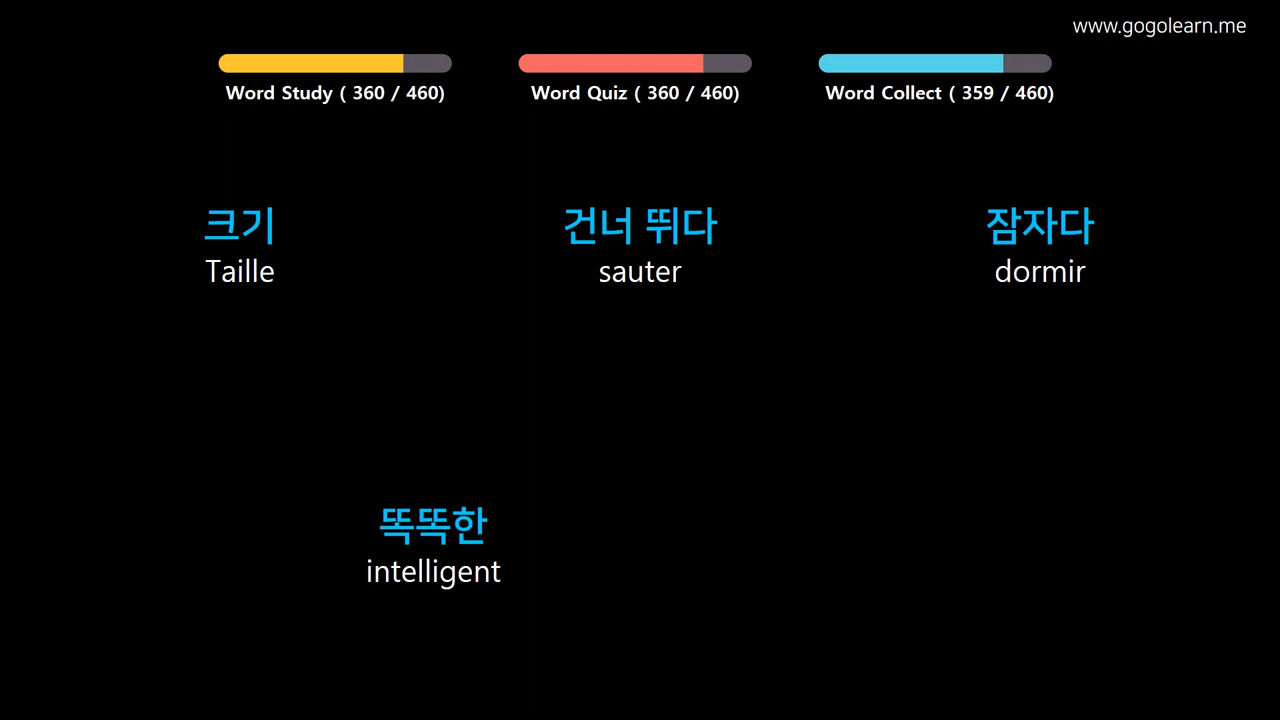 www.gogolearn.me
Word Study ( 360 / 460)
Word Quiz ( 360 / 460)
Word Collect ( 359 / 460)
크기
Taille
건너 뛰다
sauter
잠자다
dormir
똑똑한
intelligent